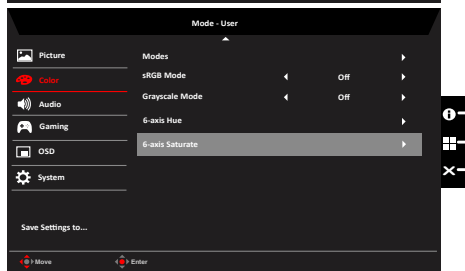 Mode - User
Picture
Modes
Color
sRGB Mode Off
Audio
Grayscale Mode Off
Gaming
6-axis Hue
OSD
6-axis Saturate
System
Save Settings to...
Move Enter